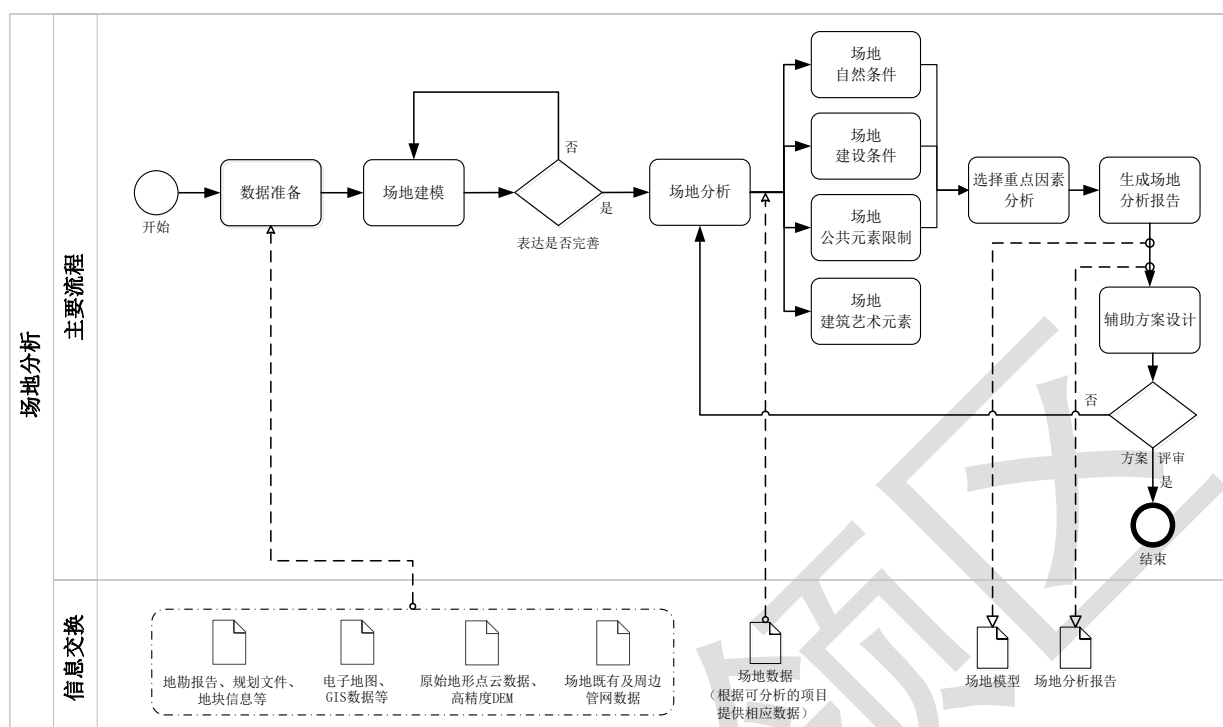 场地分析
主要流程
开始
数据准备
场地建模
否
表达是否完善
是
场地分析
场地
自然条件
场地
建设条件
场地
公共元素限制
场地
建筑艺术元素
选择重点因素
分析
生成场地
分析报告
辅助方案设计
否
方案 评审
是
结束
信息交换
地勘报告、规划文件、
地块信息等
电子地图、
GIS数据等
原始地形点云数据、
高精度DEM
场地既有及周边
管网数据
场地数据
（根据可分析的项目
提供相应数据）
场地模型
场地分析报告